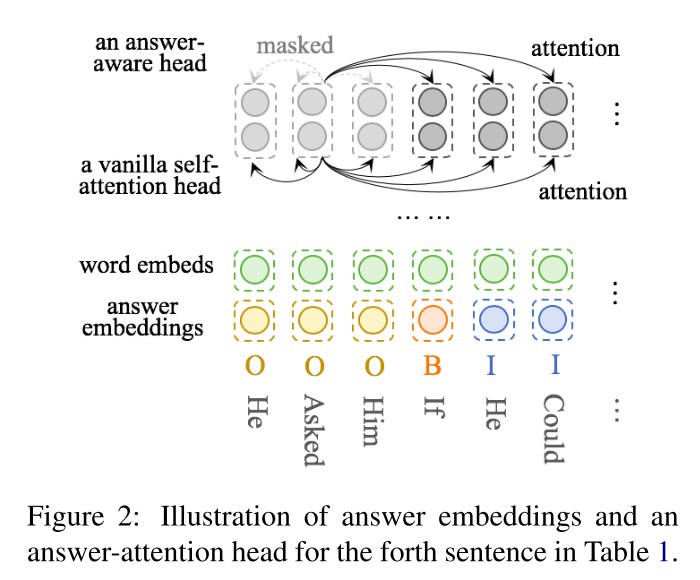 an answer-
aware head
masked
attention
⋮
a vanilla self-
attention head
attention
... ...
word embeds
answer
embeddings
⋮
O O O B I I
He Asked Him If He Could ⋮
Figure 2: Illustration of answer embeddings and an
answer-attention head for the forth sentence in Table 1.